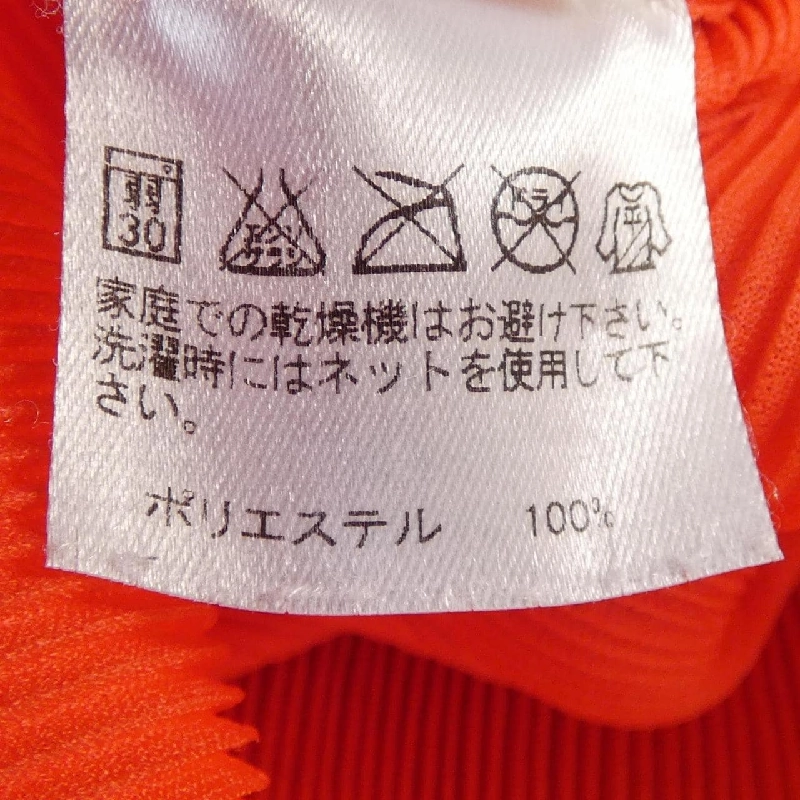 弱
30
エンソ
サラシ
ドライ
正
家庭での乾燥機はお避け下さい。
洗濯時にはネットを使用して下
さい。
ポリエステル 100%